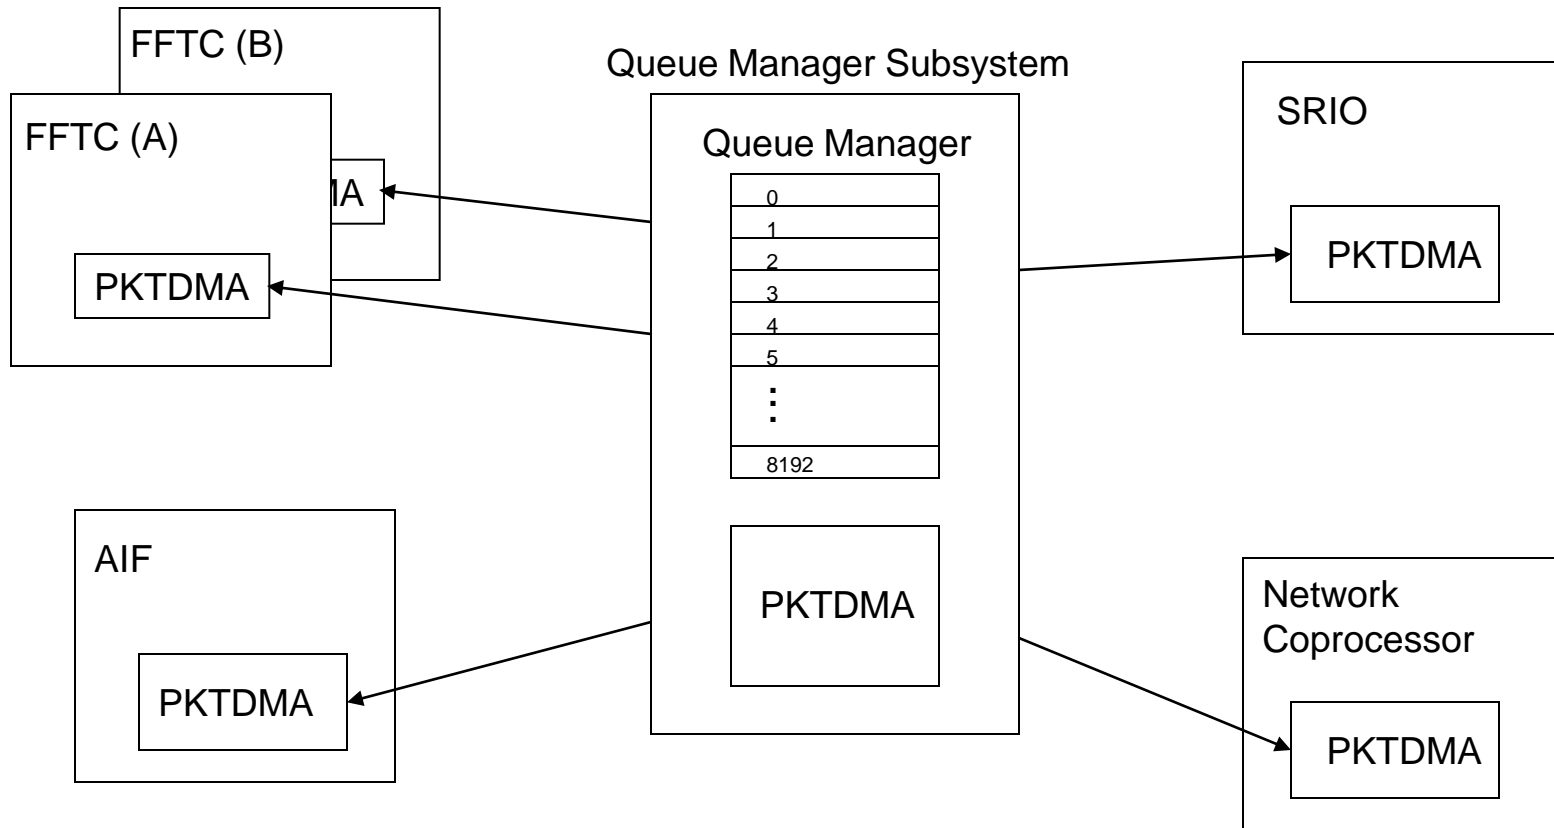 FFTC (B)
FFTC (A)
MA
PKTDMA
Queue Manager Subsystem
Queue Manager
0
1
2
3
4
5
8192
PKTDMA
SRIO
PKTDMA
AIF
PKTDMA
Network
Coprocessor
PKTDMA